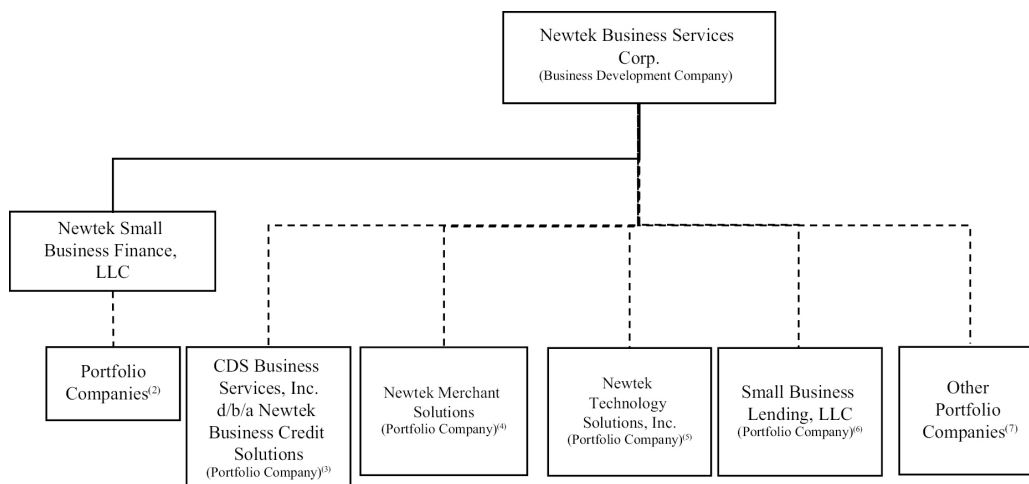 Newtek Business Services
Corp.
(Business Development Company)
Newtek Small
Business Finance,
LLC
Portfolio
Companies(2)
CDS Business
Services, Inc.
d/b/a Newtek
Business Credit
Solutions
(Portfolio Company)(3)
Newtek Merchant
Solutions
(Portfolio Company)(4)
Newtek
Technology
Solutions, Inc.
(Portfolio Company)(5)
Small Business
Lending, LLC
(Portfolio Company)(6)
Other
Portfolio
Companies(7)